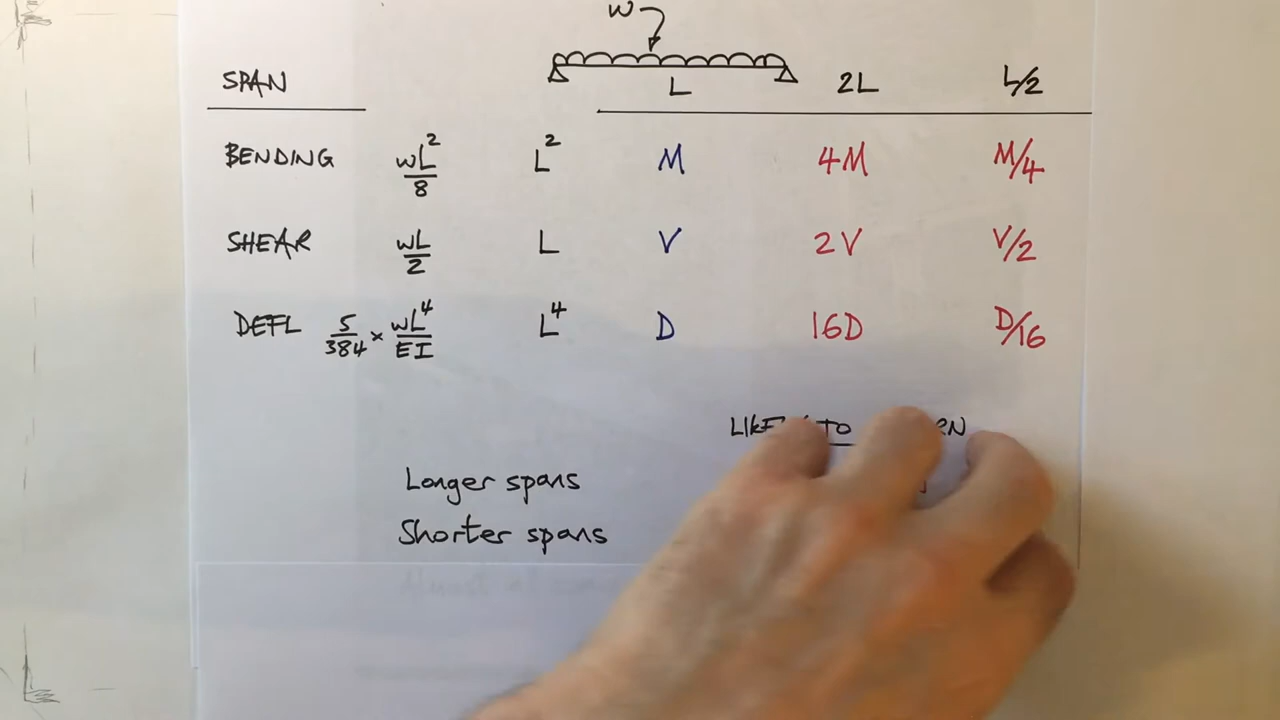 w
SPAN L 2L L/2
BENDING wL²/8 L² M 4M M/4
SHEAR wL/2 L V 2V V/2
DEFL 5/384 × wL⁴/EI L⁴ D 16D D/16
TO
Longer spans
Shorter spans